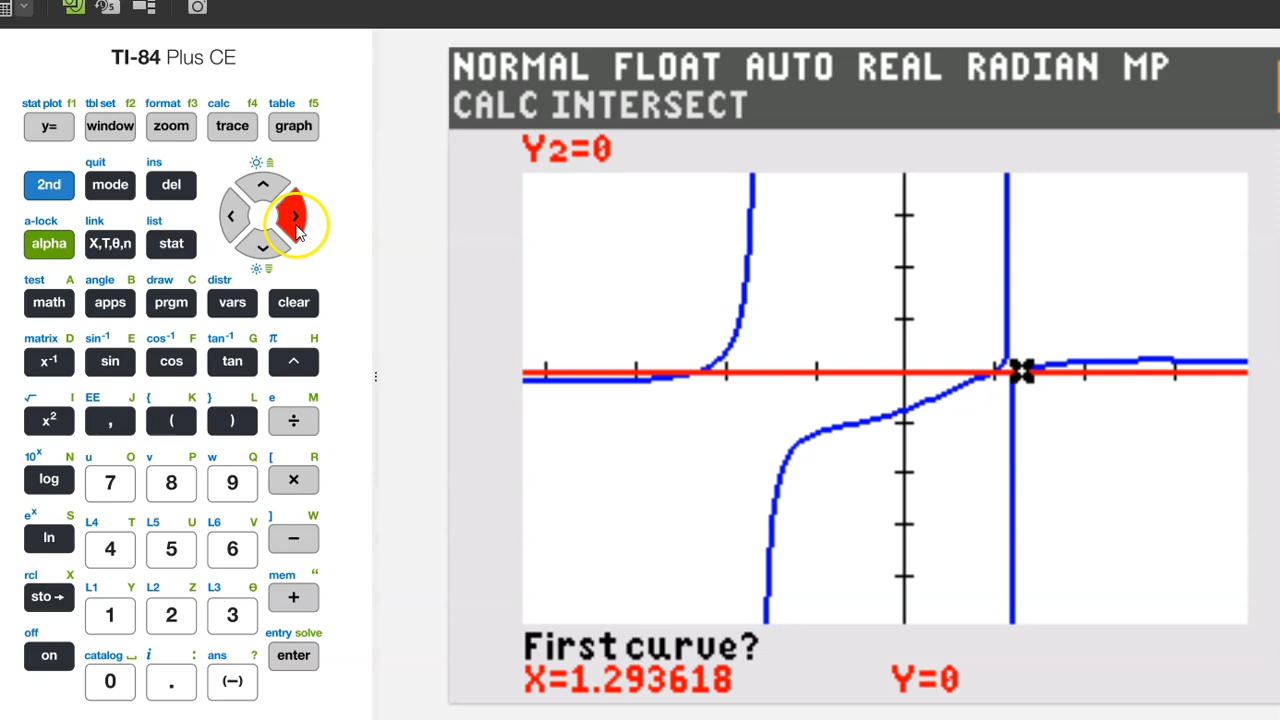 TI-84 Plus CE
stat plot f1 tbl set f2 format f3 calc f4 table f5
y= window zoom trace graph
quit ins
2nd mode del
a-lock link list
alpha X,T,θ,n stat
test A angle B draw C distr
math apps prgm vars clear
matrix D sin⁻¹ E cos⁻¹ F tan⁻¹ G π H
x⁻¹ sin cos tan ^
√ I EE J { K } L e M
x² , ( ) ÷
10ˣ N u O v P w Q [ R
log 7 8 9 ×
eˣ S L4 T L5 U L6 V ] W
ln 4 5 6 −
rcl X L1 Y L2 Z L3 θ mem "
sto→ 1 2 3 +
off catalog i : ans ? entry solve
on 0 . (−) enter
NORMAL FLOAT AUTO REAL RADIAN MP
CALC INTERSECT
Y₂=0
First curve?
X=1.293618 Y=0